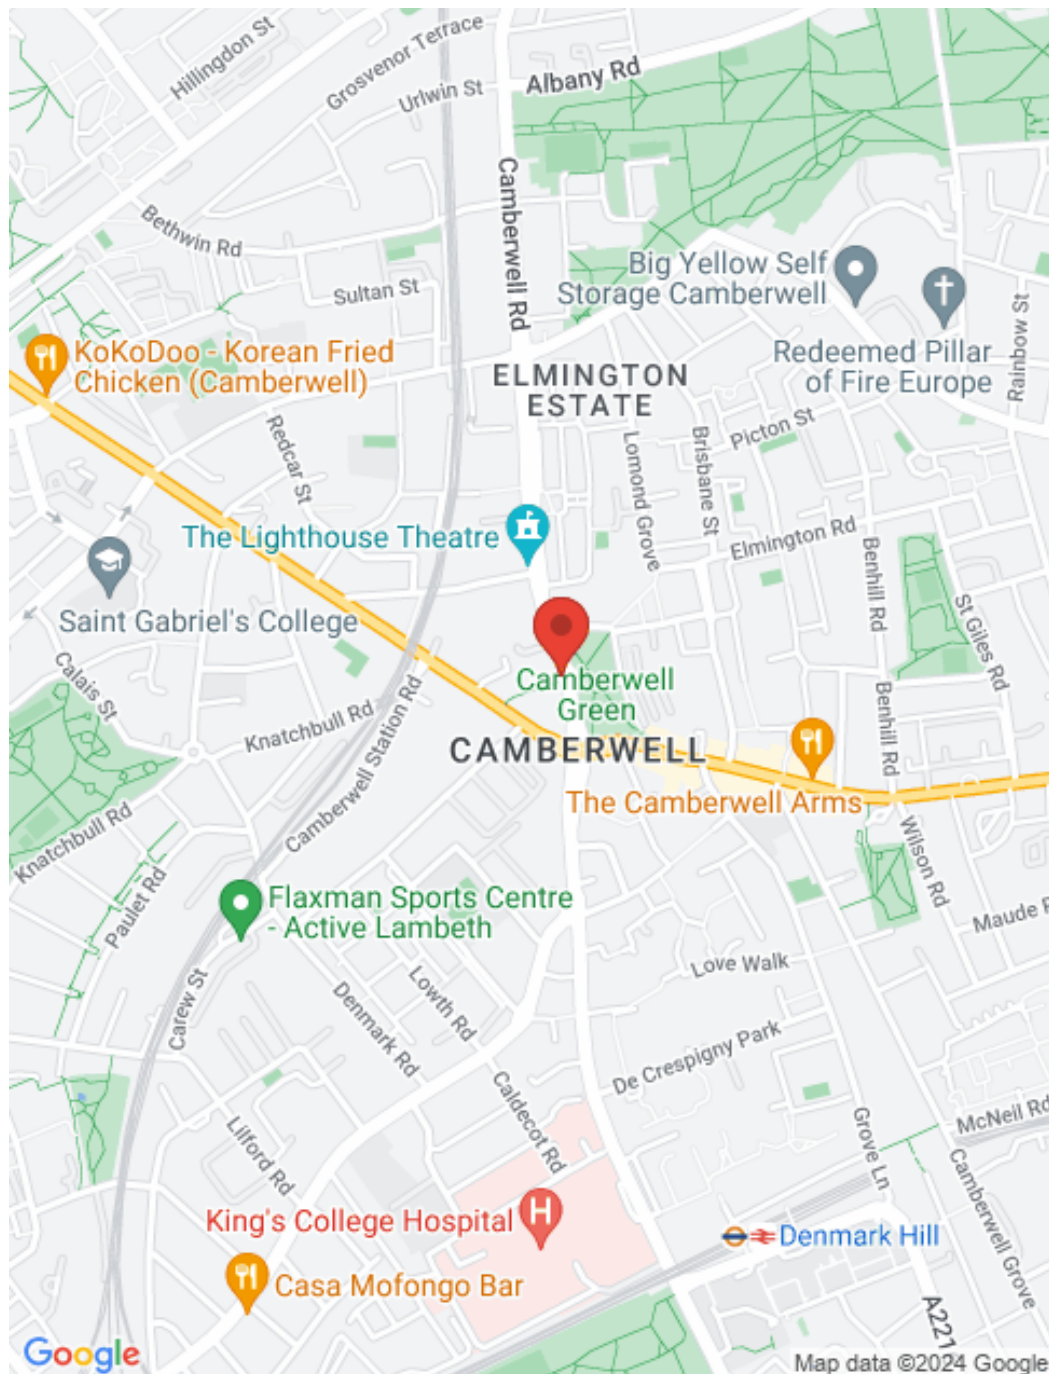 Hillingdon St
Grosvenor Terrace
Urlwin St
Albany Rd
Camberwell Rd
Bethwin Rd
Sultan St
Big Yellow Self
Storage Camberwell
Redeemed Pillar
of Fire Europe
Rainbow St
KoKoDoo - Korean Fried
Chicken (Camberwell)
ELMINGTON
ESTATE
Redcar St
Lomond Grove
Brisbane St
Picton St
The Lighthouse Theatre
Elmington Rd
Benhill Rd
St Giles Rd
Saint Gabriel's College
Calais St
Camberwell
Green
Knatchbull Rd
Camberwell Station Rd
Benhill Rd
CAMBERWELL
The Camberwell Arms
Knatchbull Rd
Paulet Rd
Wilson Rd
Flaxman Sports Centre
- Active Lambeth
Maude R
Love Walk
Carew St
Denmark Rd
Lowth Rd
De Crespigny Park
Caldecot Rd
McNeil Rd
Lilford Rd
Grove Ln
Camberwell Grove
King's College Hospital
H
Denmark Hill
Casa Mofongo Bar
A221
Google
Map data ©2024 Google